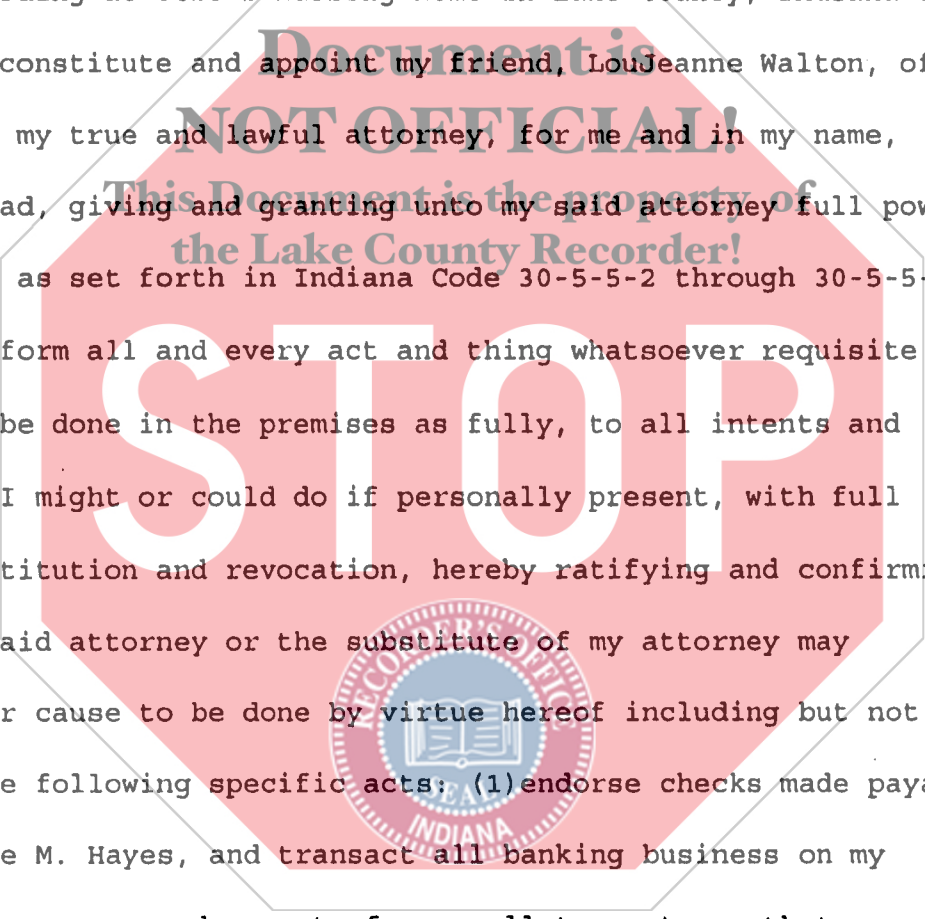 constitute and appoint my friend, LouJeanne Walton, of
Document is
my true and lawful attorney, for me and in my name,
NOT OFFICIAL!
ad, giving and granting unto my said attorney full pow
This Document is the property of
the Lake County Recorder!
as set forth in Indiana Code 30-5-5-2 through 30-5-5-
form all and every act and thing whatsoever requisite
STOP
be done in the premises as fully, to all intents and
I might or could do if personally present, with full
titution and revocation, hereby ratifying and confirmi
aid attorney or the substitute of my attorney may
RECORDER'S OFFICE
r cause to be done by virtue hereof including but not
e following specific acts: (1)endorse checks made paya
SEAL
INDIANA
e M. Hayes, and transact all banking business on my